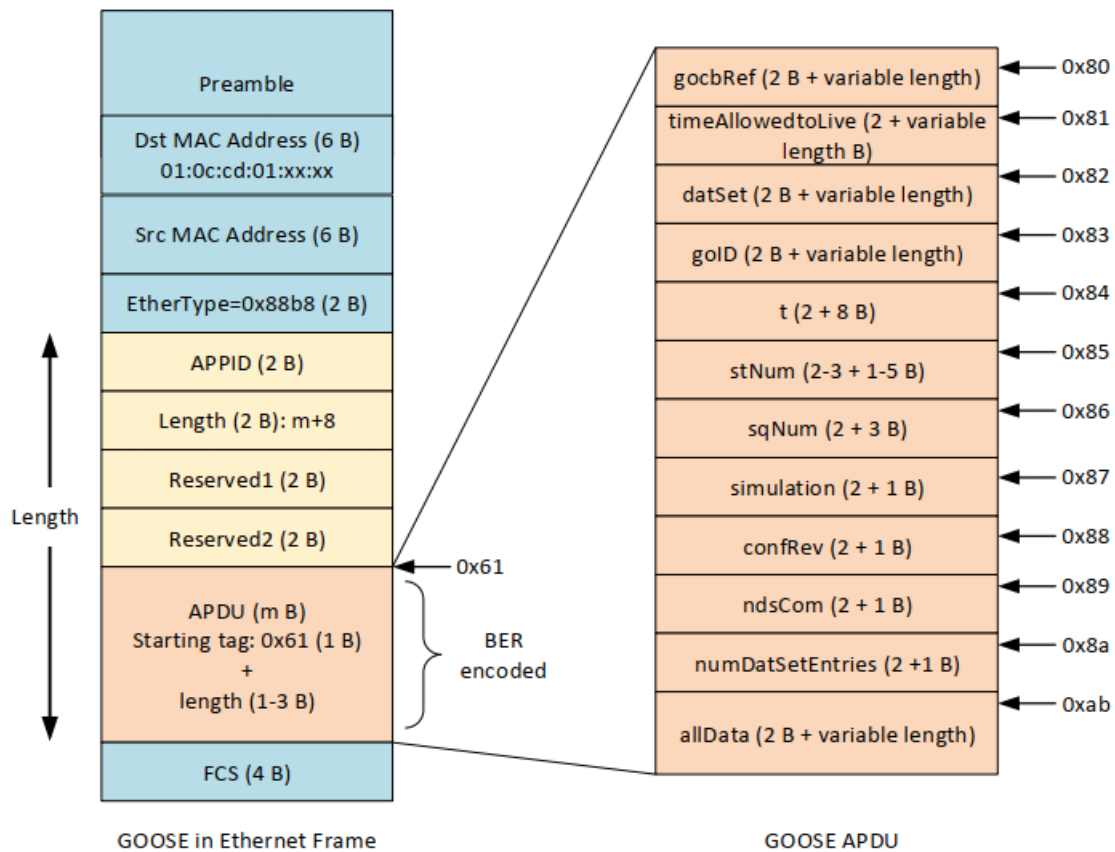 Preamble
Dst MAC Address (6 B)
01:0c:cd:01:xx:xx
Src MAC Address (6 B)
EtherType=0x88b8 (2 B)
APPID (2 B)
Length (2 B): m+8
Reserved1 (2 B)
Reserved2 (2 B)
Length
0x61
APDU (m B)
Starting tag: 0x61 (1 B)
+
length (1-3 B)
BER
encoded
FCS (4 B)
GOOSE in Ethernet Frame
gocbRef (2 B + variable length)
0x80
timeAllowedtoLive (2 + variable
length B)
0x81
datSet (2 B + variable length)
0x82
goID (2 B + variable length)
0x83
t (2 + 8 B)
0x84
stNum (2-3 + 1-5 B)
0x85
sqNum (2 + 3 B)
0x86
simulation (2 + 1 B)
0x87
confRev (2 + 1 B)
0x88
ndsCom (2 + 1 B)
0x89
numDatSetEntries (2 +1 B)
0x8a
allData (2 B + variable length)
0xab
GOOSE APDU